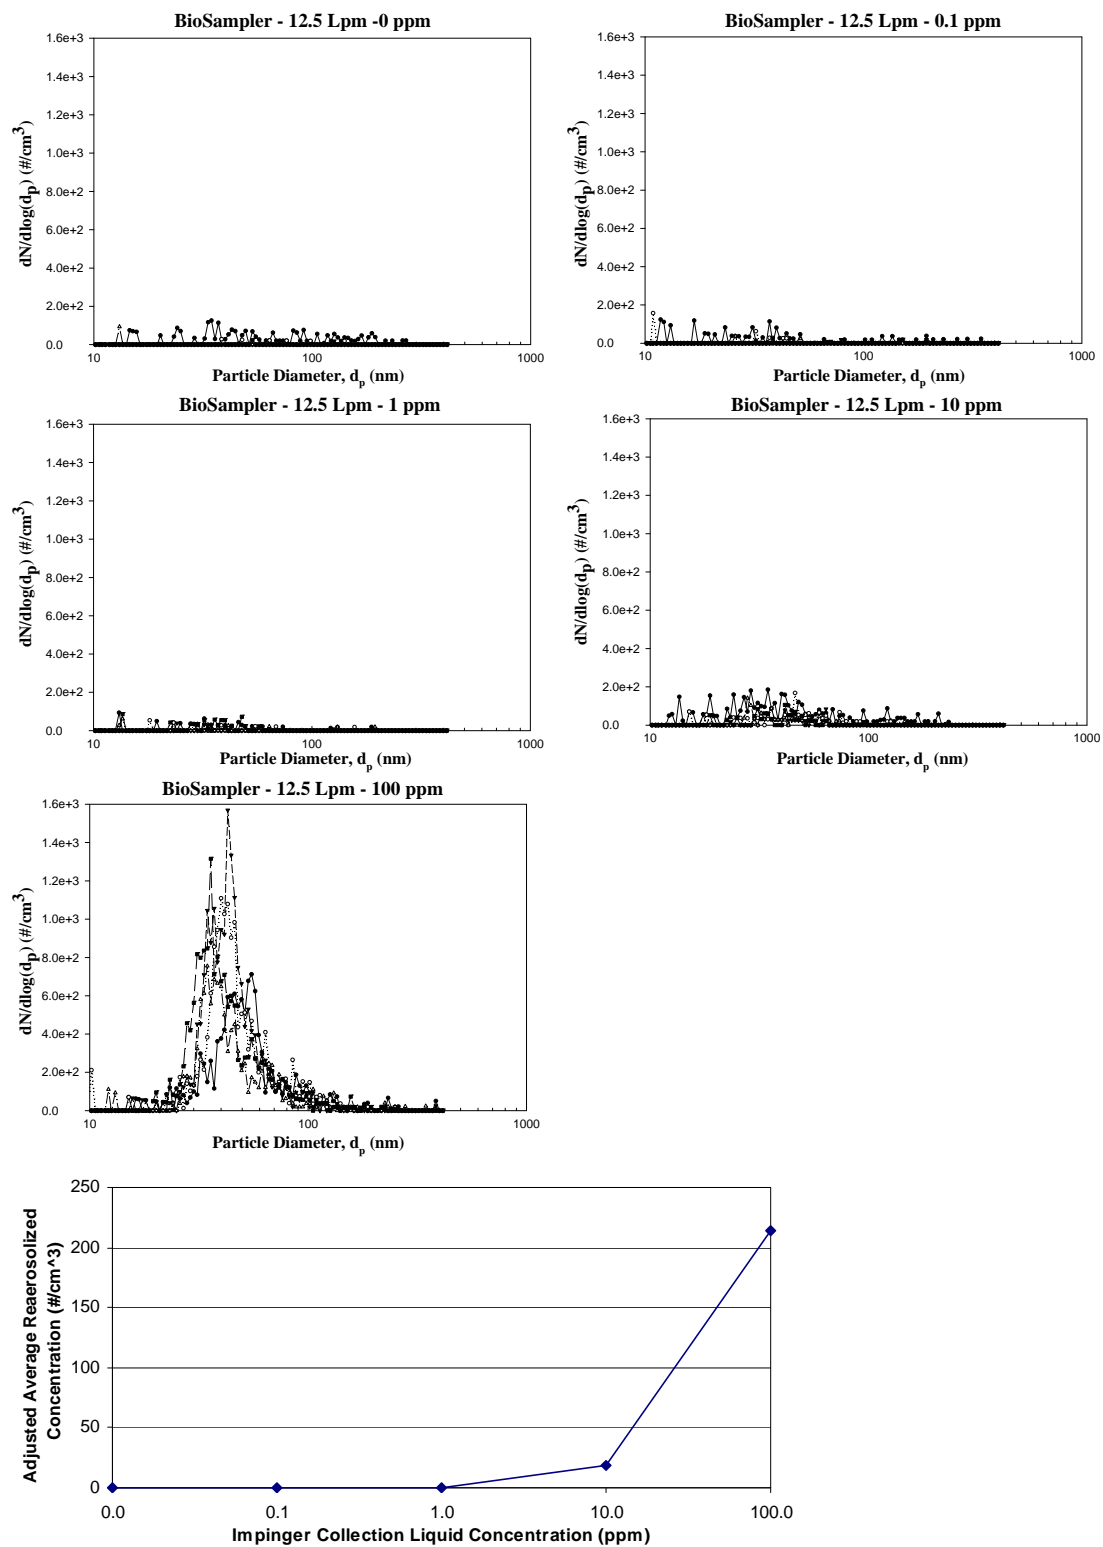 BioSampler - 12.5 Lpm -0 ppm
1.6e+3
1.4e+3
1.2e+3
1.0e+3
8.0e+2
6.0e+2
4.0e+2
2.0e+2
0.0
dN/dlog(dp) (#/cm3)
10 100 1000
Particle Diameter, dp (nm)
BioSampler - 12.5 Lpm - 0.1 ppm
1.6e+3
1.4e+3
1.2e+3
1.0e+3
8.0e+2
6.0e+2
4.0e+2
2.0e+2
0.0
dN/dlog(dp) (#/cm3)
10 100 1000
Particle Diameter, dp (nm)
BioSampler - 12.5 Lpm - 1 ppm
1.6e+3
1.4e+3
1.2e+3
1.0e+3
8.0e+2
6.0e+2
4.0e+2
2.0e+2
0.0
dN/dlog(dp) (#/cm3)
10 100 1000
Particle Diameter, dp (nm)
BioSampler - 12.5 Lpm - 10 ppm
1.6e+3
1.4e+3
1.2e+3
1.0e+3
8.0e+2
6.0e+2
4.0e+2
2.0e+2
0.0
dN/dlog(dp) (#/cm3)
10 100 1000
Particle Diameter, dp (nm)
BioSampler - 12.5 Lpm - 100 ppm
1.6e+3
1.4e+3
1.2e+3
1.0e+3
8.0e+2
6.0e+2
4.0e+2
2.0e+2
0.0
dN/dlog(dp) (#/cm3)
10 100 1000
Particle Diameter, dp (nm)
Adjusted Average Reaerosolized
Concentration (#/cm^3)
250
200
150
100
50
0
0.0 0.1 1.0 10.0 100.0
Impinger Collection Liquid Concentration (ppm)